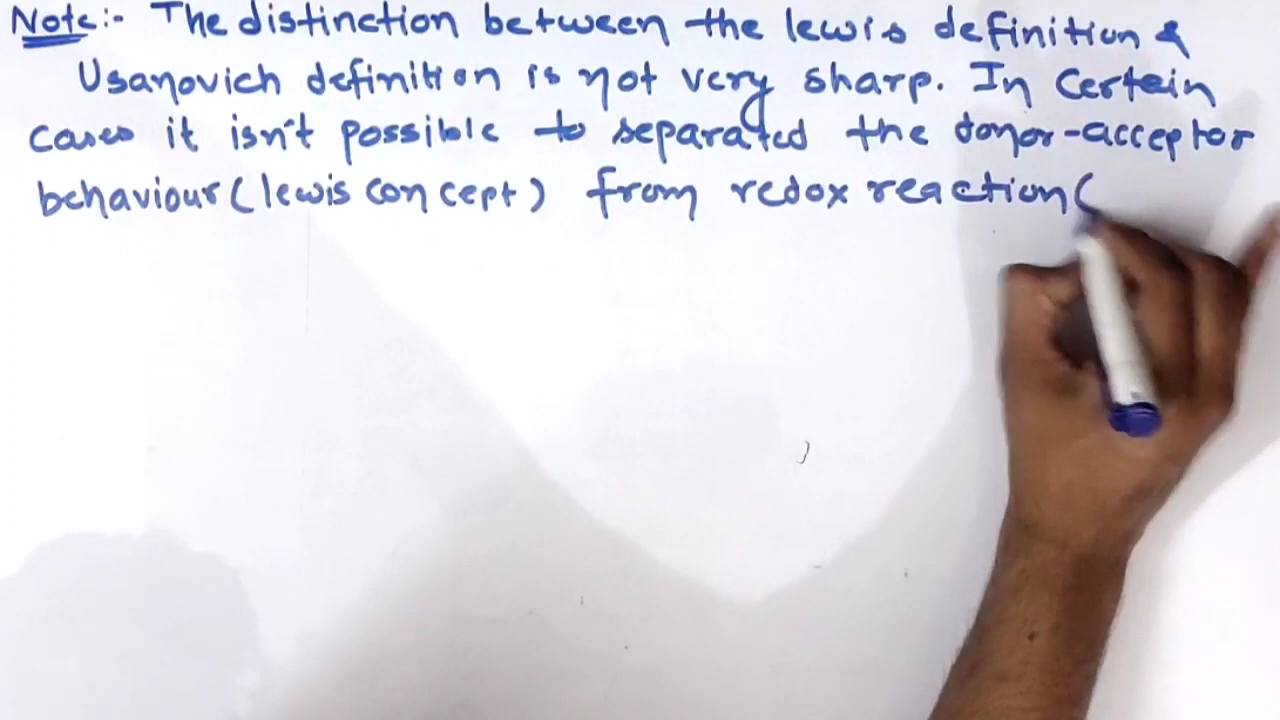 Note:- The distinction between the lewis definition &
Usanovich definition is not very sharp. In Certain
cases it isn't possible to separated the donor-acceptor
behaviour (lewis concept) from redox reaction (